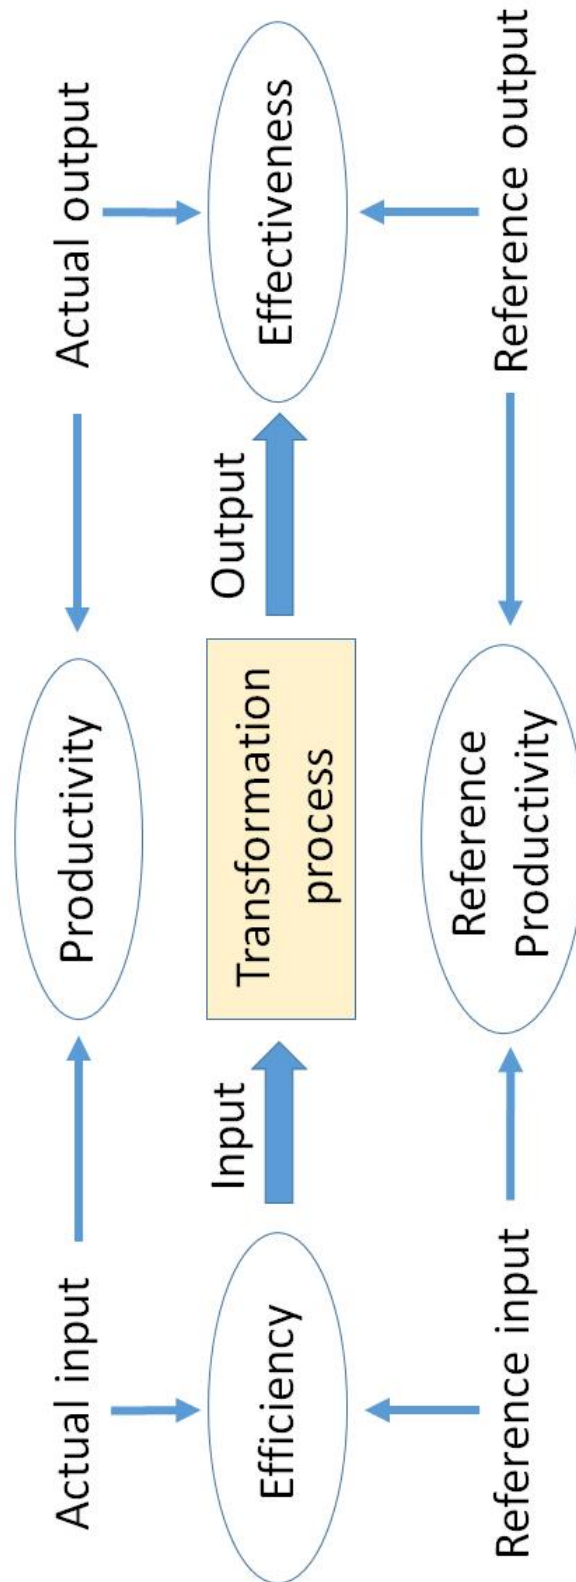 Actual input
Productivity
Actual output
Efficiency
Input
Transformation
process
Output
Effectiveness
Reference input
Reference
Productivity
Reference output